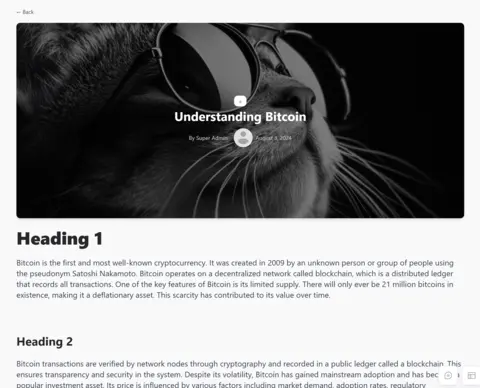 ← Back
Understanding Bitcoin
By Super Admin August 8, 2024
Heading 1
Bitcoin is the first and most well-known cryptocurrency. It was created in 2009 by an unknown person or group of people using
the pseudonym Satoshi Nakamoto. Bitcoin operates on a decentralized network called blockchain, which is a distributed ledger
that records all transactions. One of the key features of Bitcoin is its limited supply. There will only ever be 21 million bitcoins in
existence, making it a deflationary asset. This scarcity has contributed to its value over time.
Heading 2
Bitcoin transactions are verified by network nodes through cryptography and recorded in a public ledger called a blockchain. This
ensures transparency and security in the system. Despite its volatility, Bitcoin has gained mainstream adoption and has
popular investment asset. Its price is influenced by various factors including market demand, adoption rates, regulatory